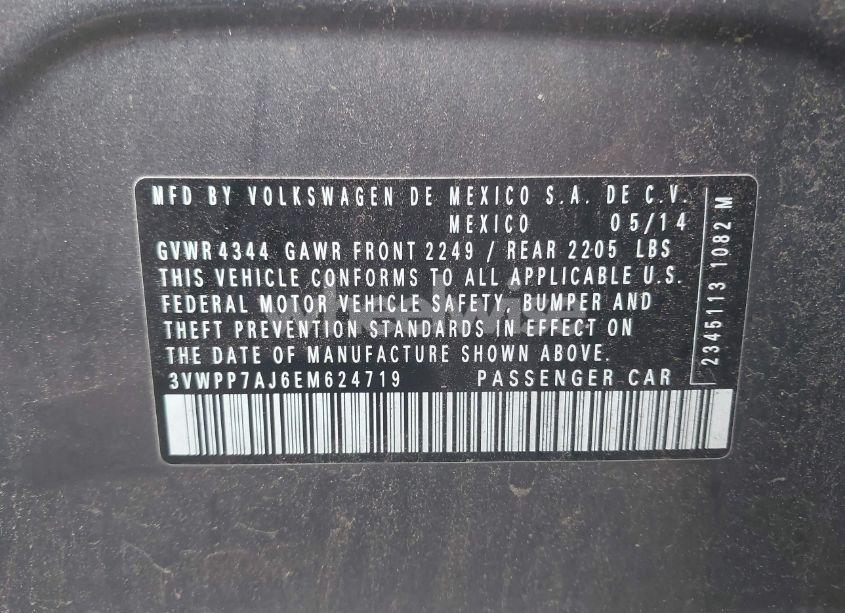 MFD BY VOLKSWAGEN DE MEXICO S.A. DE C.V.
MEXICO 05/14
GVWR 4344 GAWR FRONT 2249 / REAR 2205 LBS
THIS VEHICLE CONFORMS TO ALL APPLICABLE U.S.
FEDERAL MOTOR VEHICLE SAFETY, BUMPER AND
THEFT PREVENTION STANDARDS IN EFFECT ON
THE DATE OF MANUFACTURE SHOWN ABOVE.
3VWPP7AJ6EM624719 PASSENGER CAR
2345113 1082 M